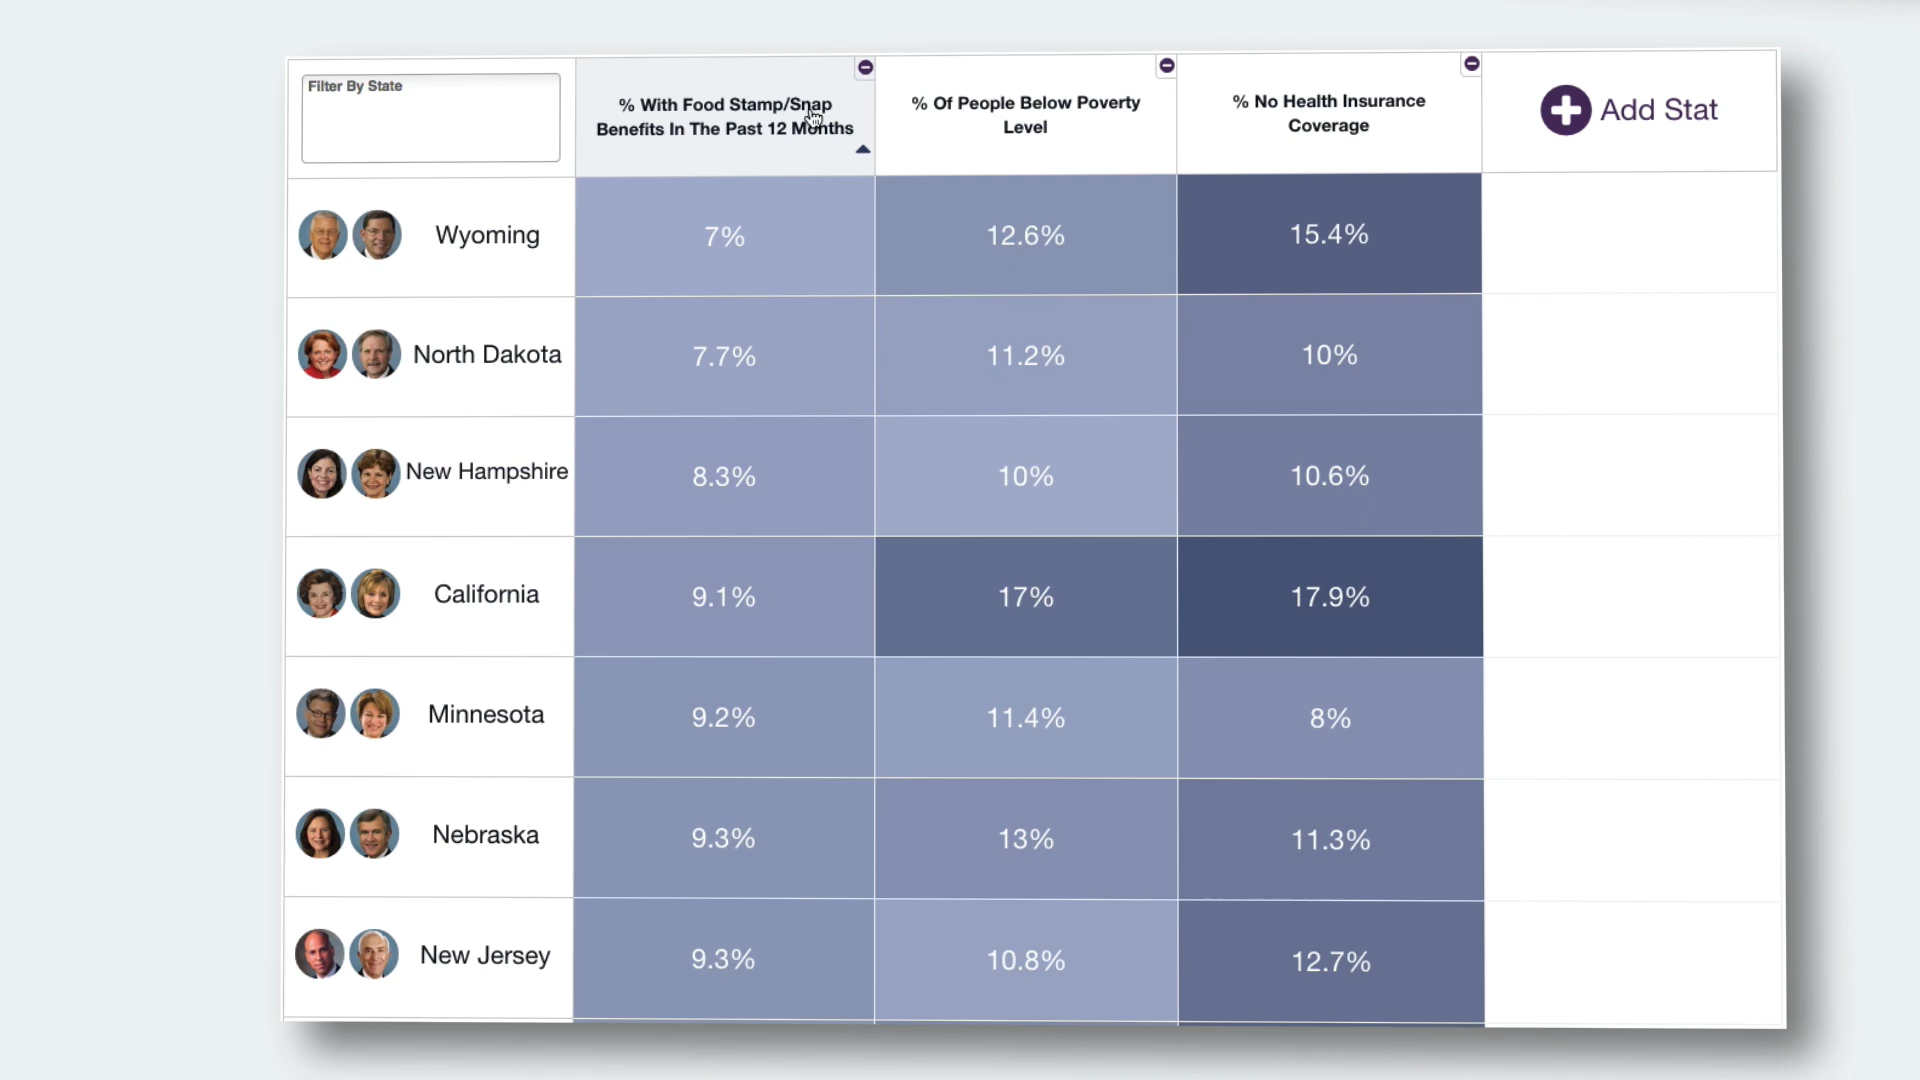 Filter By State
% With Food Stamp/Snap
Benefits In The Past 12 Months
% Of People Below Poverty
Level
% No Health Insurance
Coverage
Add Stat
Wyoming 7% 12.6% 15.4%
North Dakota 7.7% 11.2% 10%
New Hampshire 8.3% 10% 10.6%
California 9.1% 17% 17.9%
Minnesota 9.2% 11.4% 8%
Nebraska 9.3% 13% 11.3%
New Jersey 9.3% 10.8% 12.7%